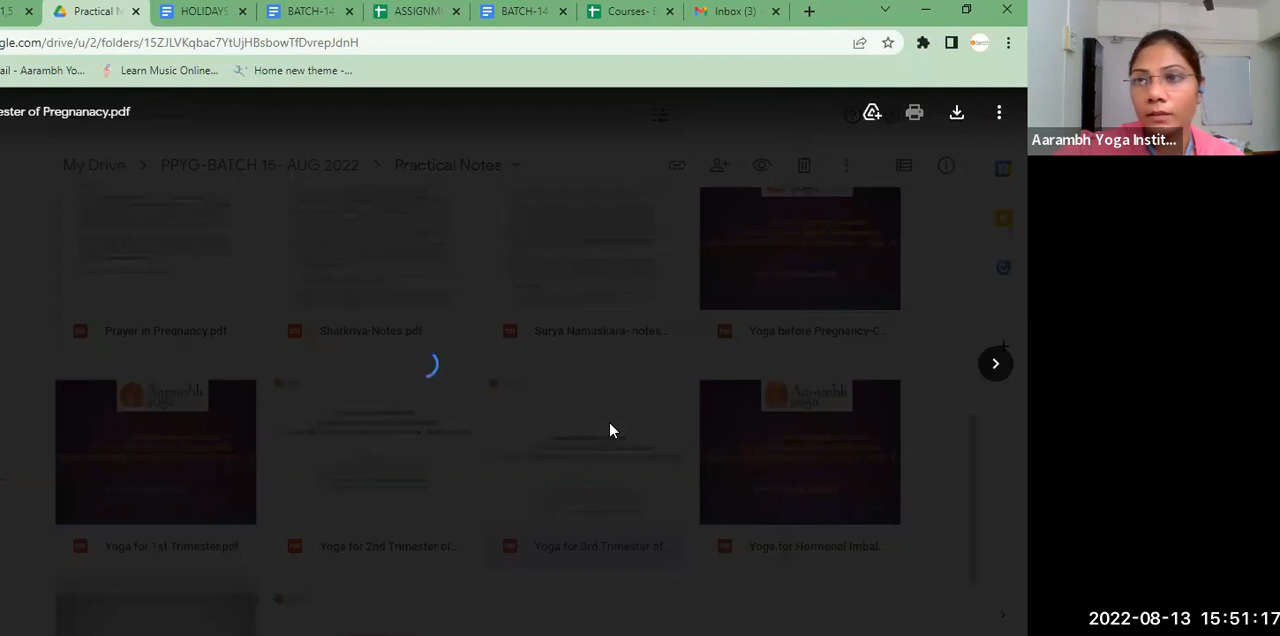 1,5
Practical N
HOLIDAYS
BATCH-14
ASSIGNM
BATCH-14
Courses- E
Inbox (3) -
gle.com/drive/u/2/folders/15ZJLVKqbac7YtUjHBsbowTfDvrepJdnH
ail - Aarambh Yo...
Learn Music Online...
Home new theme -...
ester of Pregnanacy.pdf
My Drive
PPYG-BATCH 15- AUG 2022
Practical Notes
Aarambh Yoga Instit...
Prayer in Pregnancy.pdf
Shatkriya-Notes.pdf
Surya Namaskara- notes...
Yoga before Pregnancy-C...
Yoga for 1st Trimester.pdf
Yoga for 2nd Trimester of...
Yoga for 3rd Trimester of...
Yoga for Hormonal Imbal...
2022-08-13 15:51:17